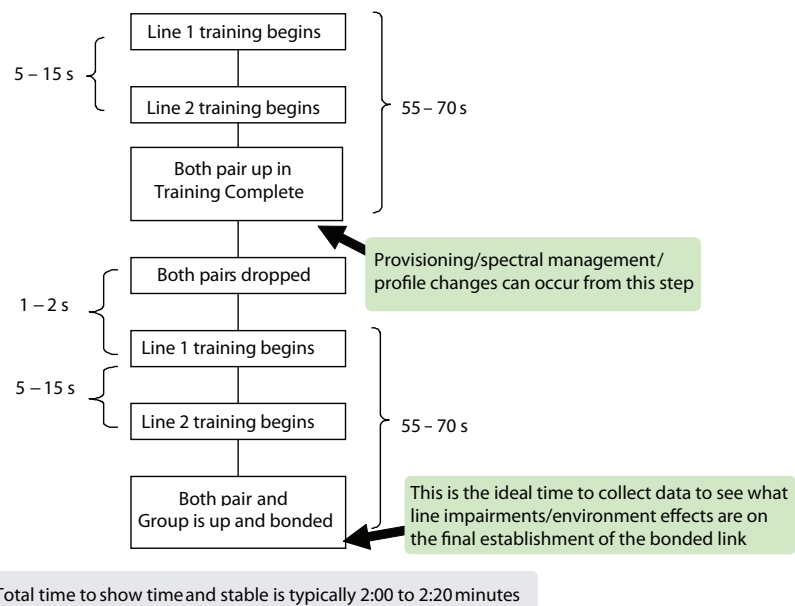 Line 1 training begins
5 – 15 s
Line 2 training begins
55 – 70 s
Both pair up in
Training Complete
Provisioning/spectral management/
profile changes can occur from this step
Both pairs dropped
1 – 2 s
Line 1 training begins
5 – 15 s
Line 2 training begins
55 – 70 s
Both pair and
Group is up and bonded
This is the ideal time to collect data to see what
line impairments/environment effects are on
the final establishment of the bonded link
Total time to show time and stable is typically 2:00 to 2:20 minutes